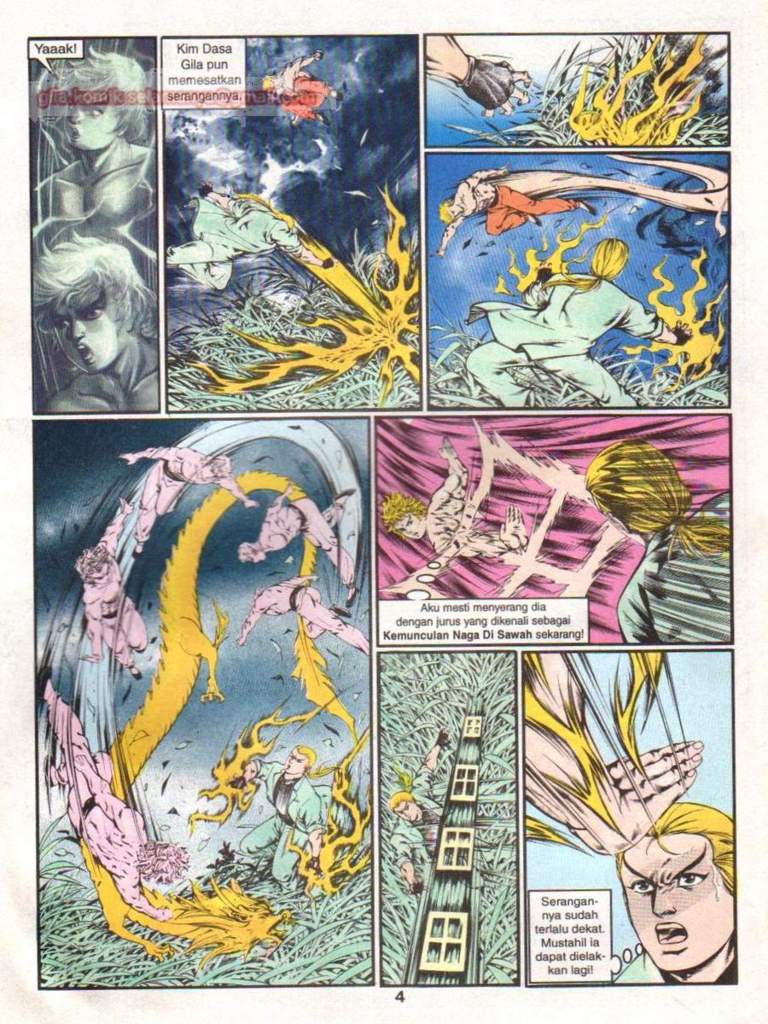 Yaaak!
Kim Dasa
Gila pun
memesatkan
serangannya.
Aku mesti menyerang dia
dengan jurus yang dikenali sebagai
Kemunculan Naga Di Sawah sekarang!
Serangan-
nya sudah
terlalu dekat.
Mustahil ia
dapat dielak-
kan lagi!
4